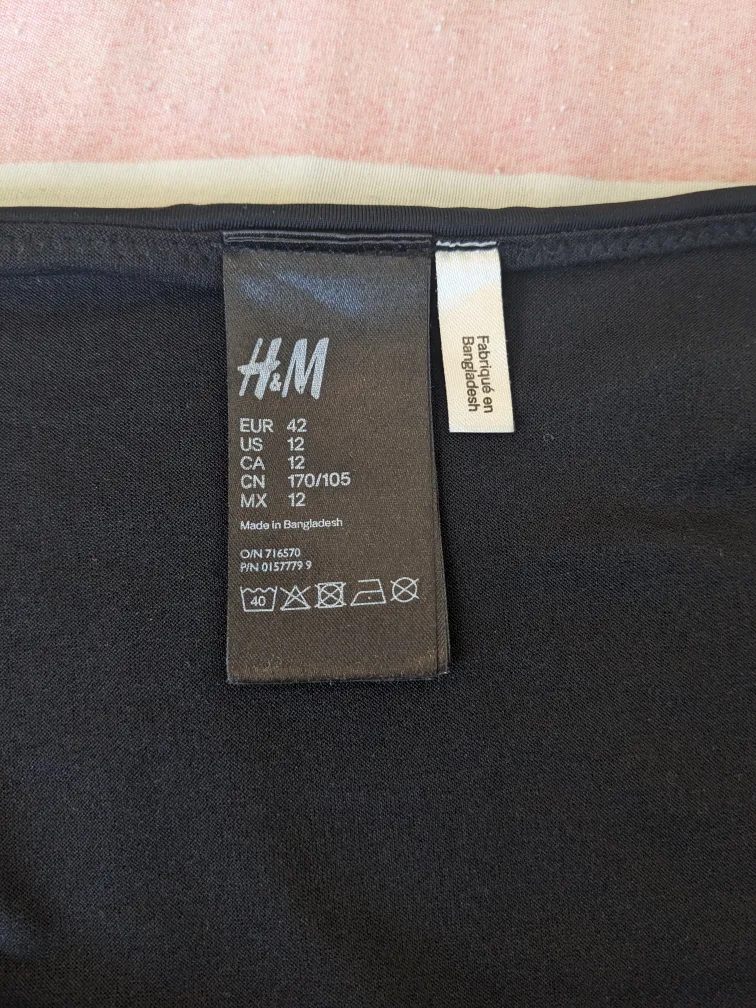 H&M
EUR 42
US 12
CA 12
CN 170/105
MX 12
Made in Bangladesh
O/N 716570
P/N 0157779 9
40
Fabriqué en
Bangladesh